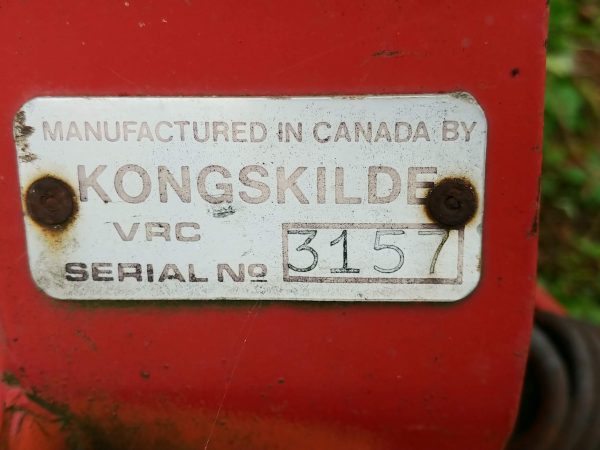 MANUFACTURED IN CANADA BY
KONGSKILDE
VRC
SERIAL No 3157